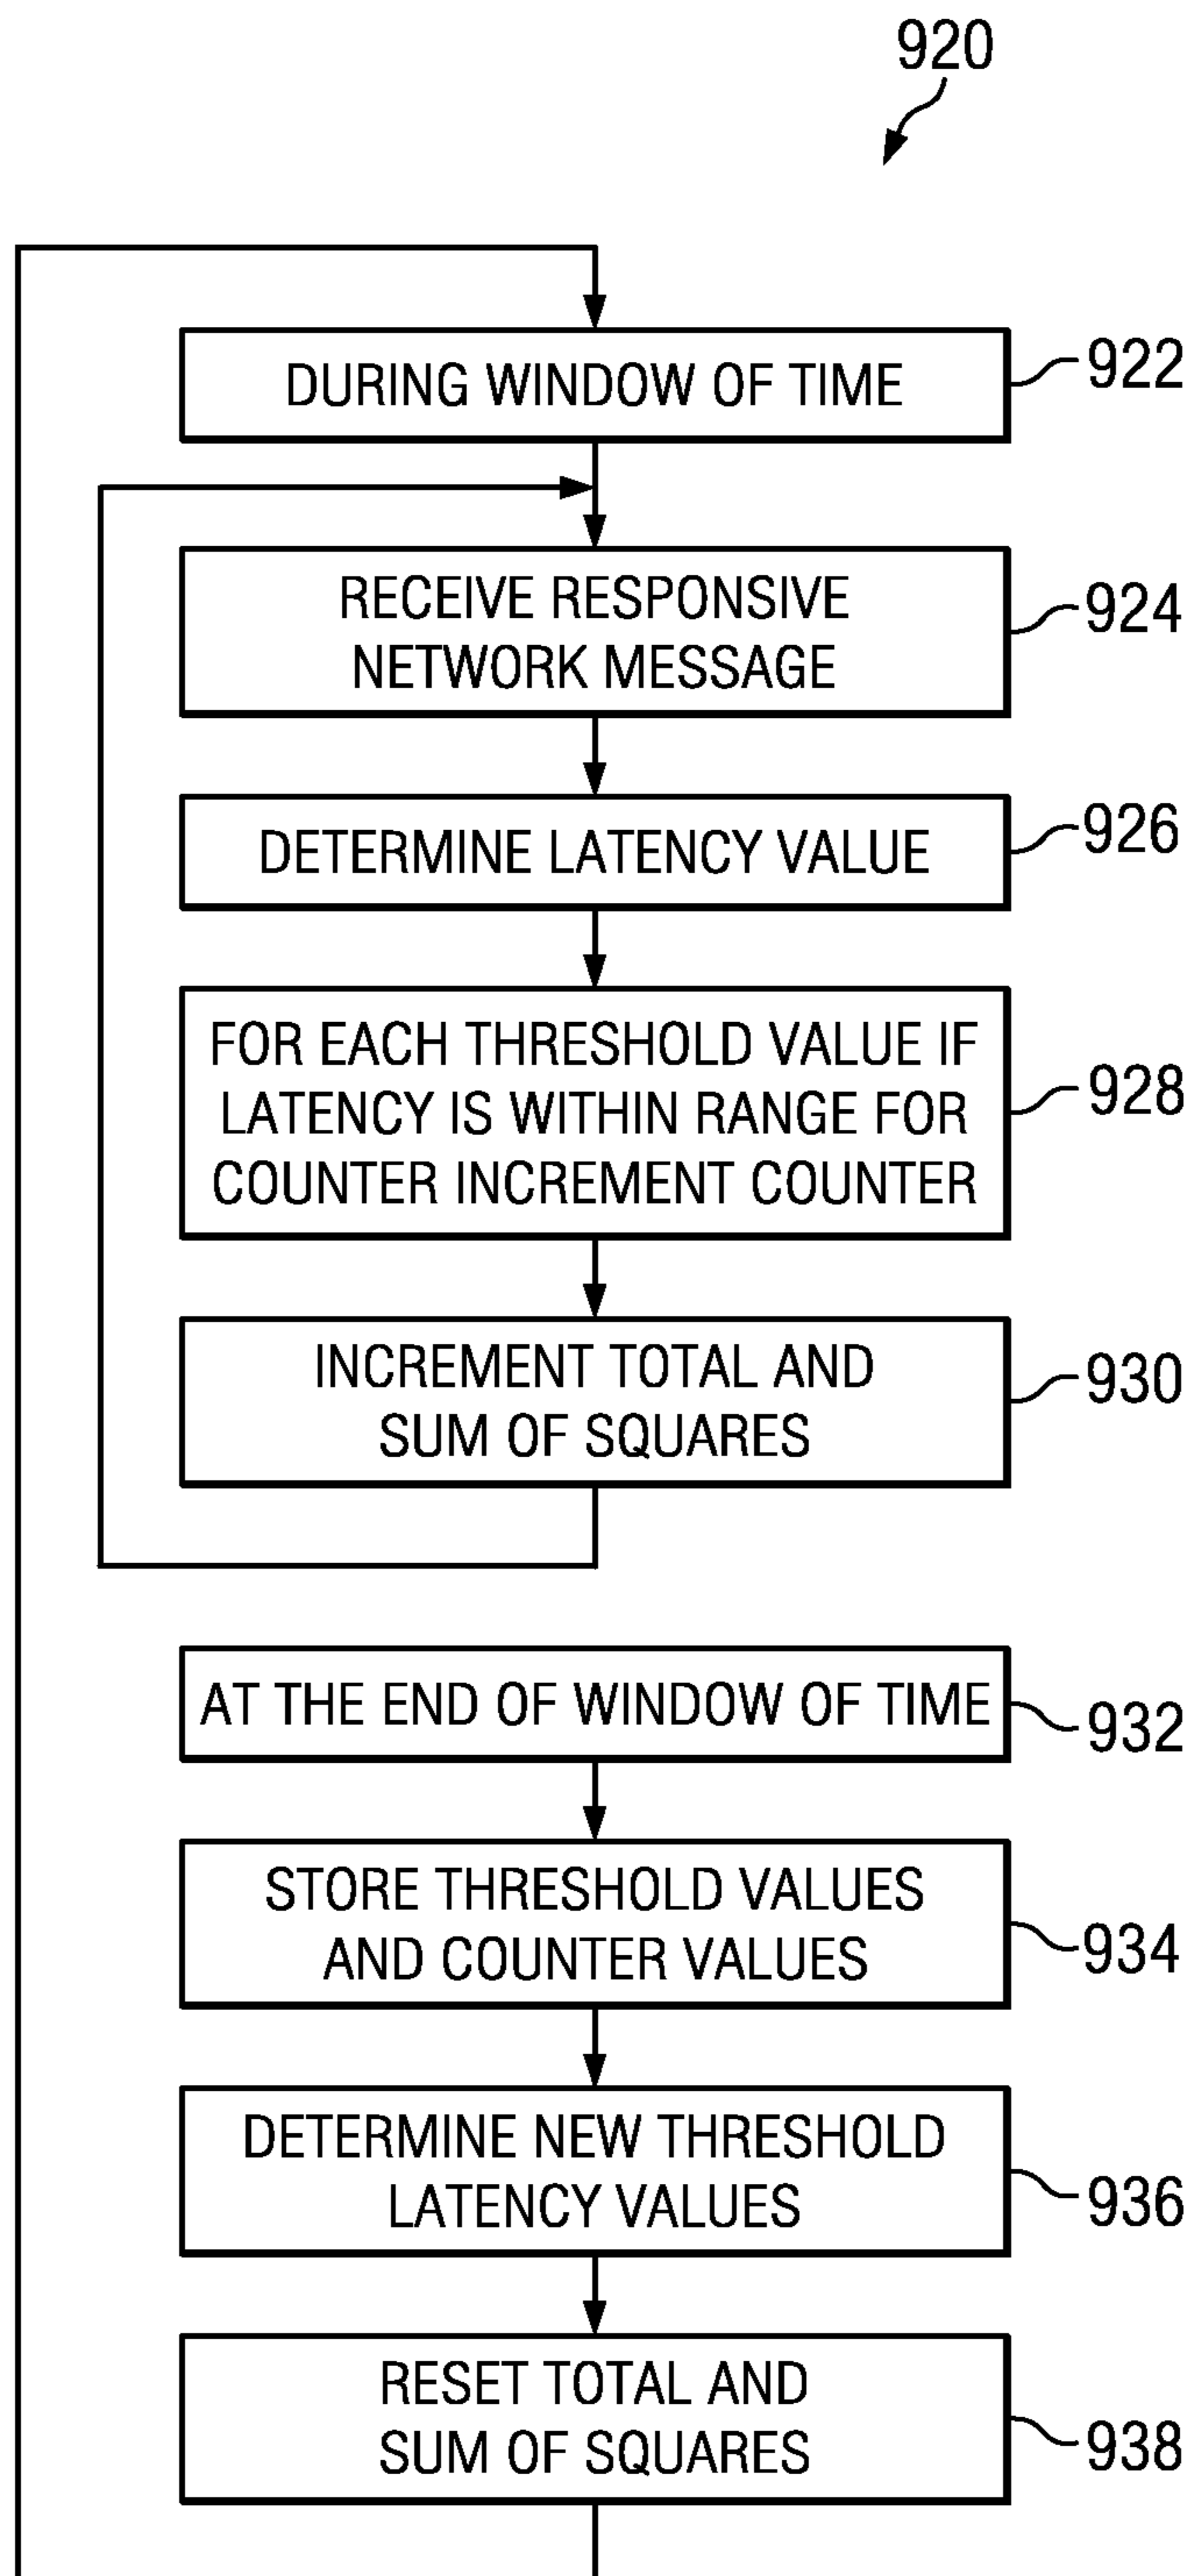 920
DURING WINDOW OF TIME
922
RECEIVE RESPONSIVE
NETWORK MESSAGE
924
DETERMINE LATENCY VALUE
926
FOR EACH THRESHOLD VALUE IF
LATENCY IS WITHIN RANGE FOR
COUNTER INCREMENT COUNTER
928
INCREMENT TOTAL AND
SUM OF SQUARES
930
AT THE END OF WINDOW OF TIME
932
STORE THRESHOLD VALUES
AND COUNTER VALUES
934
DETERMINE NEW THRESHOLD
LATENCY VALUES
936
RESET TOTAL AND
SUM OF SQUARES
938